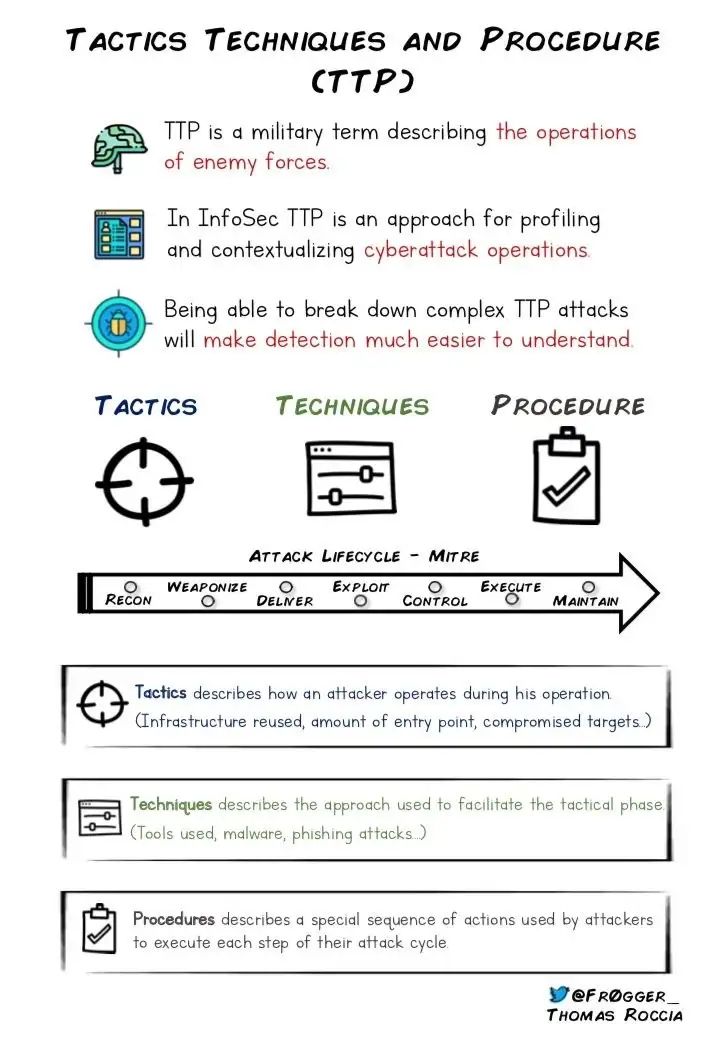 TACTICS TECHNIQUES AND PROCEDURE
(TTP)
TTP is a military term describing the operations
of enemy forces.
In InfoSec TTP is an approach for profiling
and contextualizing cyberattack operations.
Being able to break down complex TTP attacks
will make detection much easier to understand.
TACTICS TECHNIQUES PROCEDURE
ATTACK LIFECYCLE - MITRE
RECON WEAPONIZE DELIVER EXPLOIT CONTROL EXECUTE MAINTAIN
Tactics describes how an attacker operates during his operation.
(Infrastructure reused, amount of entry point, compromised targets...)
Techniques describes the approach used to facilitate the tactical phase.
(Tools used, malware, phishing attacks...)
Procedures describes a special sequence of actions used by attackers
to execute each step of their attack cycle.
@FR0GGER_
THOMAS ROCCIA